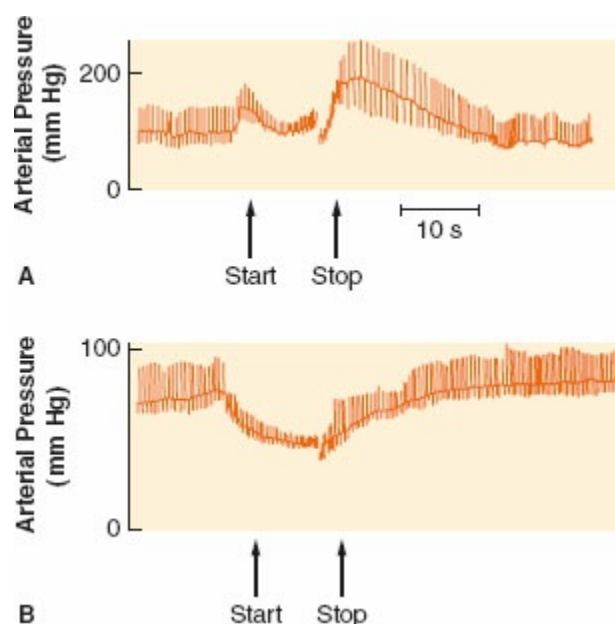 Arterial Pressure
(mm Hg)
200
0
10 s
A
Start
Stop
Arterial Pressure
(mm Hg)
100
0
B
Start
Stop